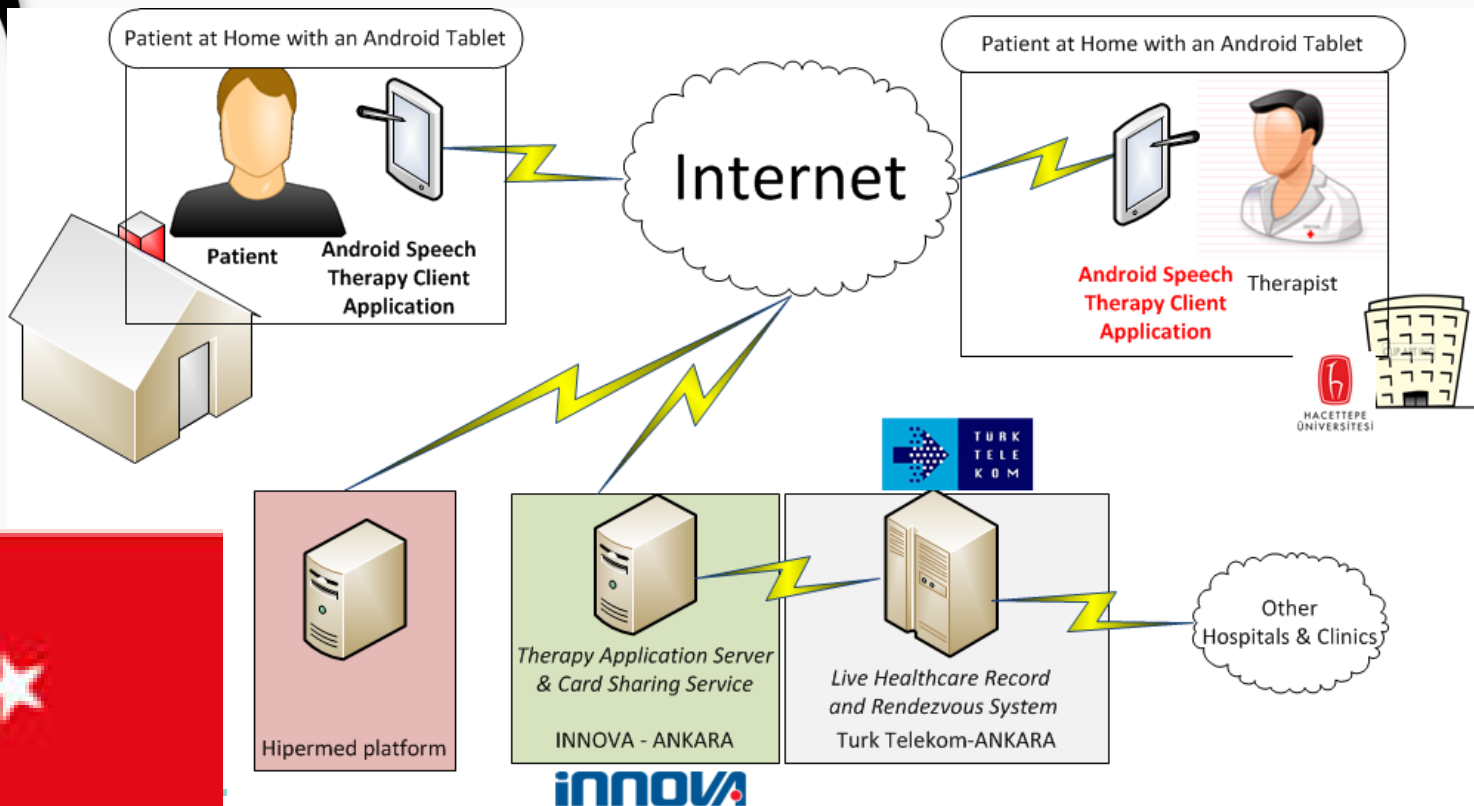 Patient at Home with an Android Tablet
Patient at Home with an Android Tablet
Internet
Patient
Android Speech
Therapy Client
Application
Android Speech
Therapy Client
Application
Therapist
HACETTEPE
ÜNİVERSİTESİ
TÜRK
TELE
KOM
Therapy Application Server
& Card Sharing Service
Live Healthcare Record
and Rendezvous System
Other
Hospitals & Clinics
Hipermed platform
INNOVA - ANKARA
Turk Telekom-ANKARA
iNNOVA